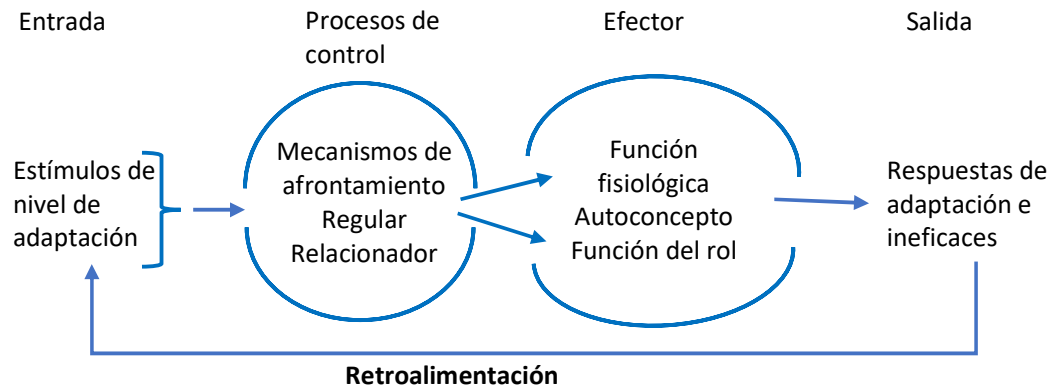 Entrada
Procesos de
control
Efector
Salida
Estímulos de
nivel de
adaptación
Mecanismos de
afrontamiento
Regular
Relacionador
Función
fisiológica
Autoconcepto
Función del rol
Respuestas de
adaptación e
ineficaces
Retroalimentación